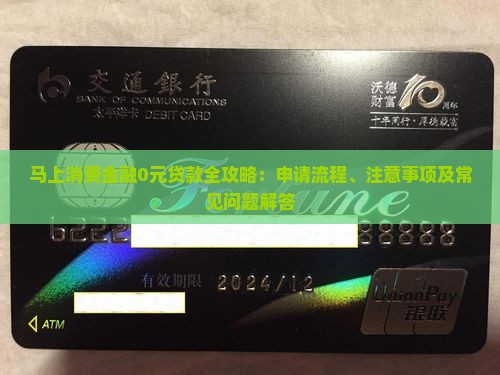 交通銀行
BANK OF COMMUNICATIONS
太平洋卡 DEBIT CARD
沃德
财富
10
周年
十年同行·厚德载富
马上消费金融0元贷款全攻略：申请流程、注意事项及常
见问题解答
6222
88888
有效期限 2024/12
ATM
UnionPay
银联